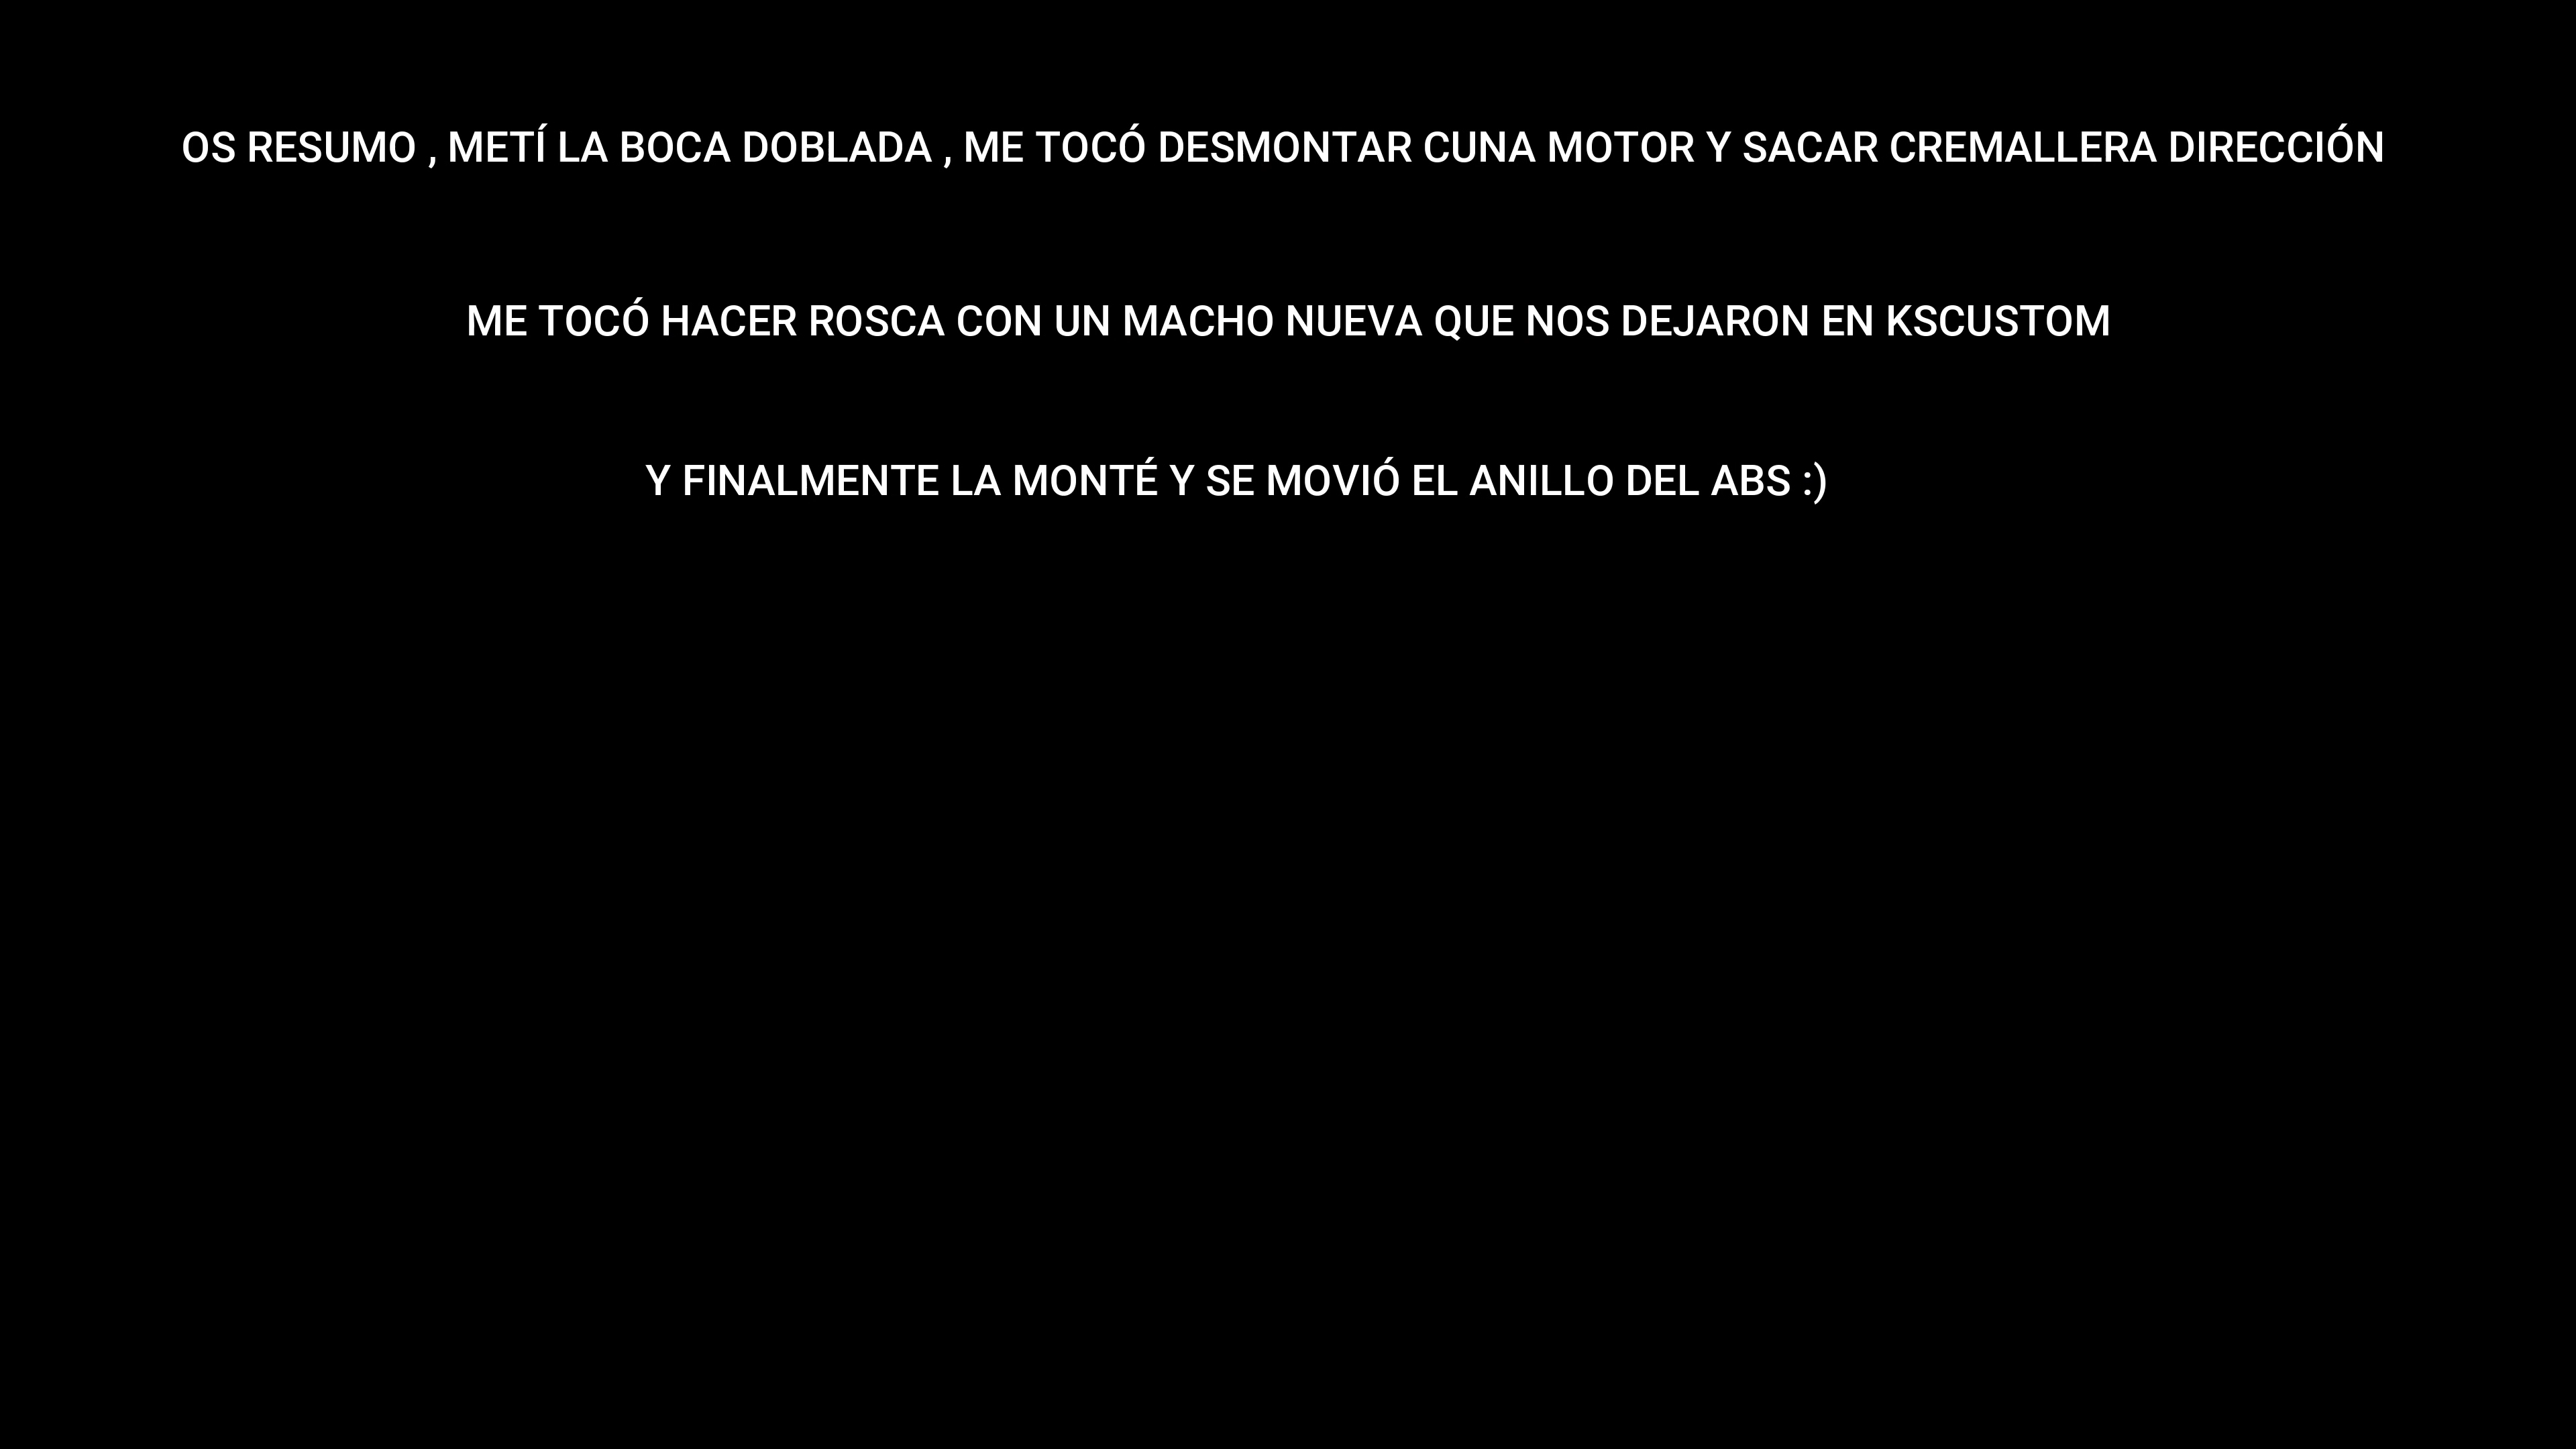 OS RESUMO , METÍ LA BOCA DOBLADA , ME TOCÓ DESMONTAR CUNA MOTOR Y SACAR CREMALLERA DIRECCIÓN
ME TOCÓ HACER ROSCA CON UN MACHO NUEVA QUE NOS DEJARON EN KSCUSTOM
Y FINALMENTE LA MONTÉ Y SE MOVIÓ EL ANILLO DEL ABS :)